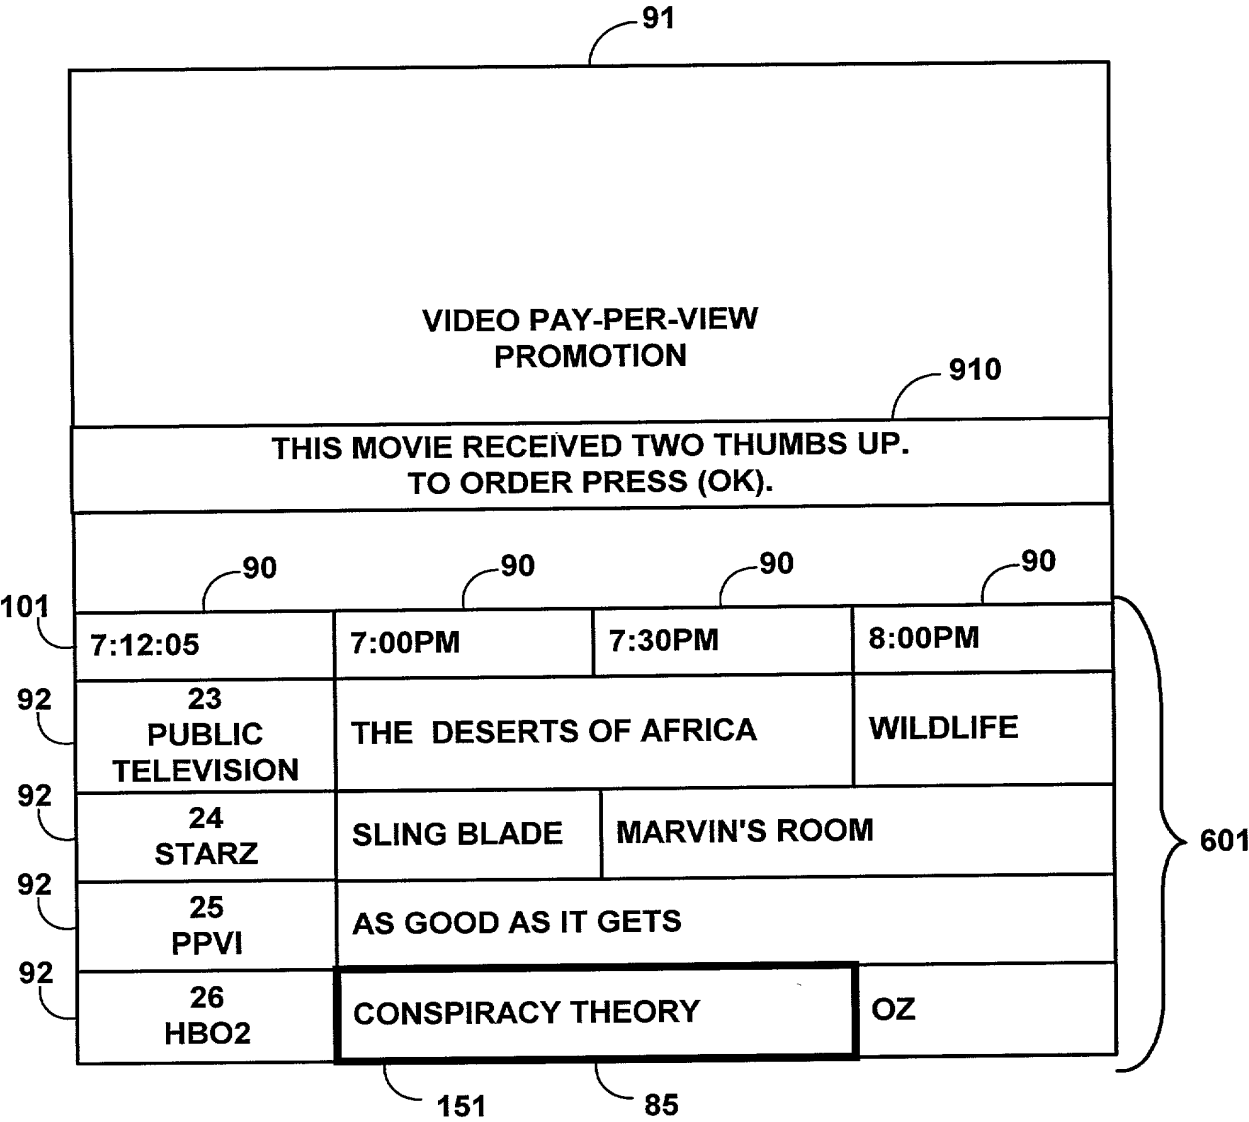 91
VIDEO PAY-PER-VIEW
PROMOTION
910
THIS MOVIE RECEIVED TWO THUMBS UP.
TO ORDER PRESS (OK).
90 90 90 90
101
7:12:05 7:00PM 7:30PM 8:00PM
92
23
PUBLIC
TELEVISION
THE DESERTS OF AFRICA
WILDLIFE
92
24
STARZ
SLING BLADE
MARVIN'S ROOM
601
92
25
PPVI
AS GOOD AS IT GETS
92
26
HBO2
CONSPIRACY THEORY
OZ
151
85